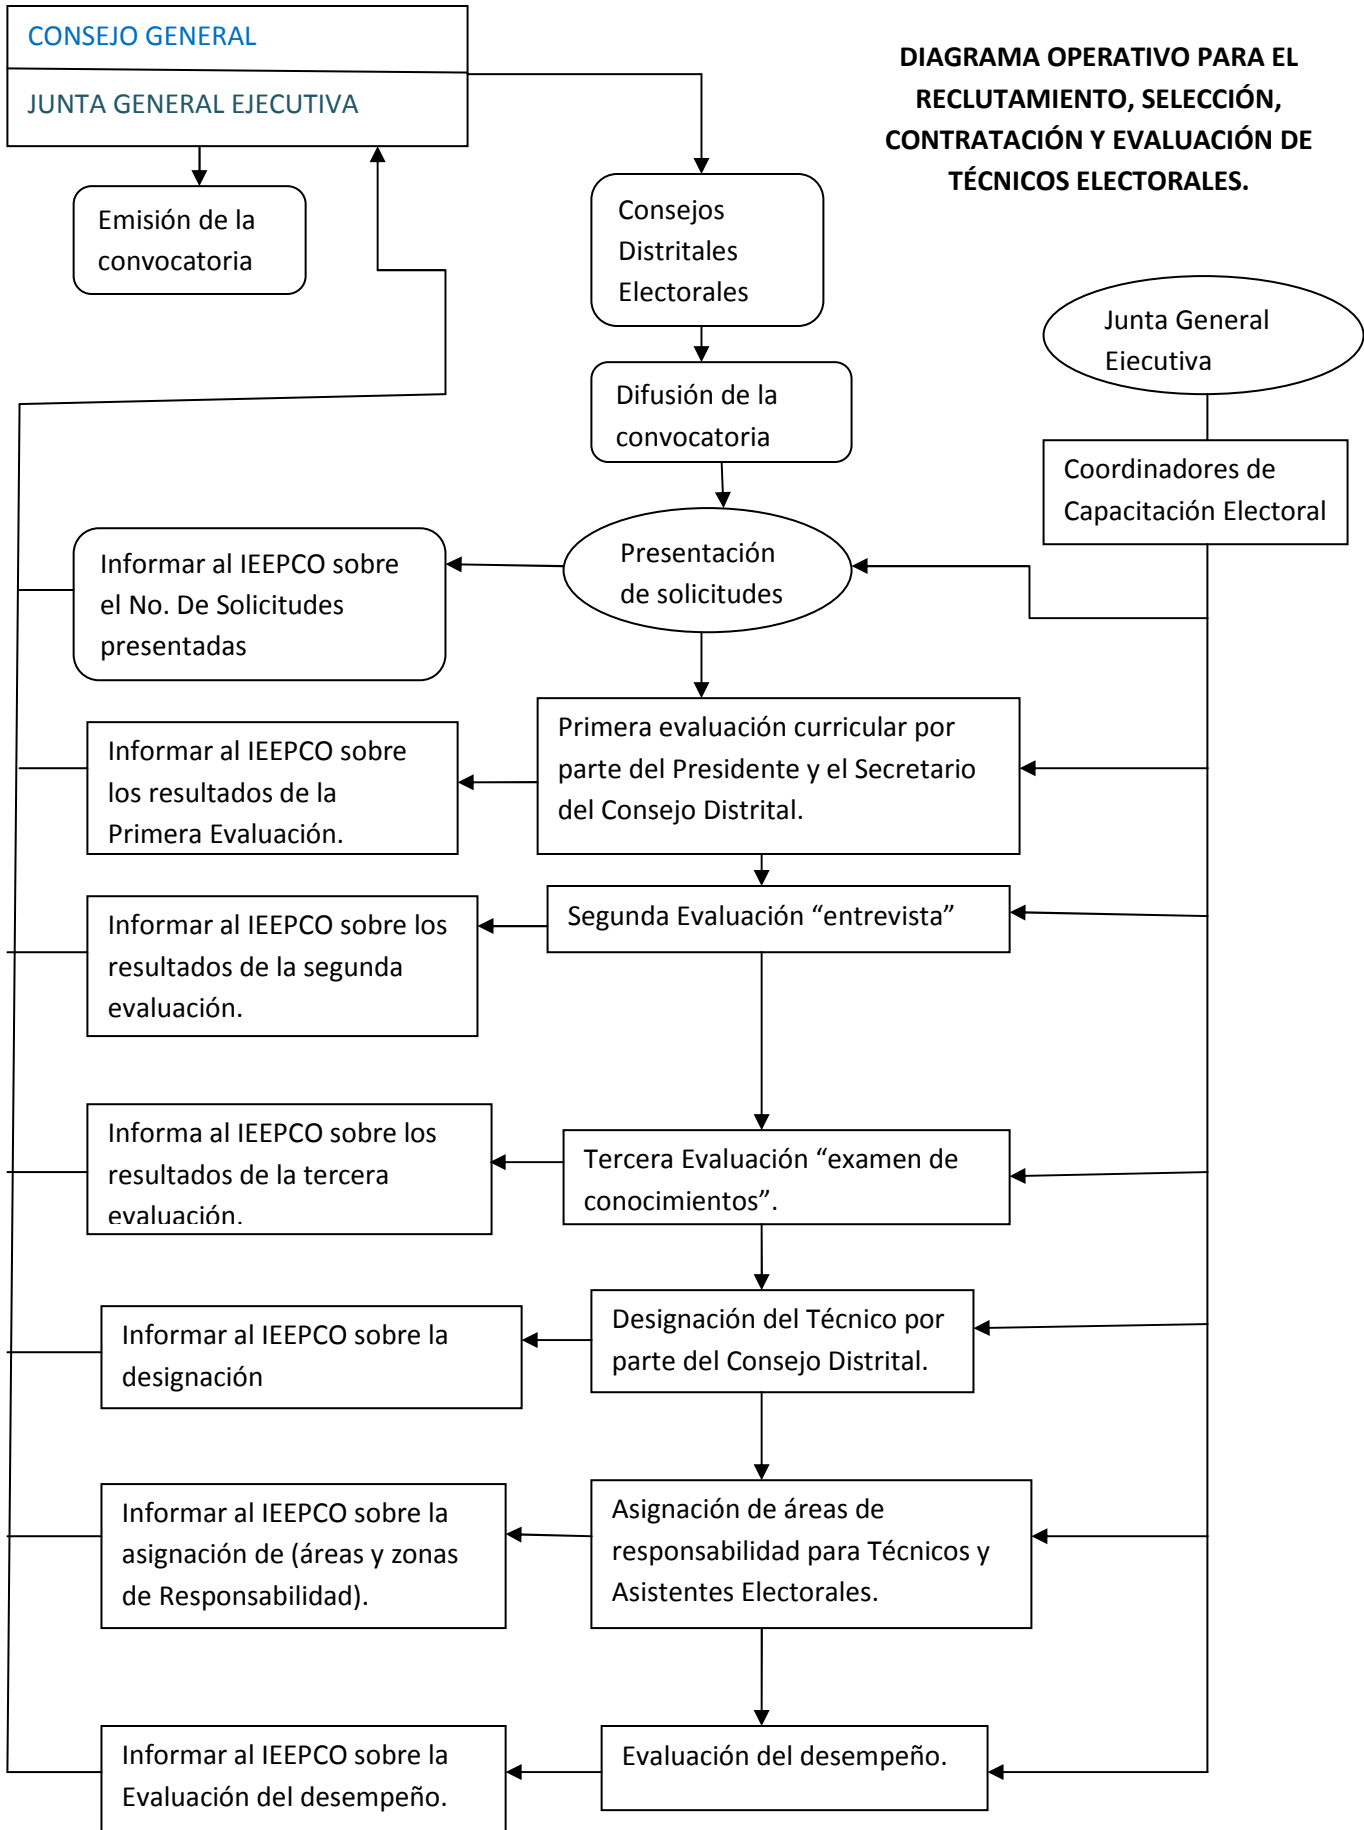 CONSEJO GENERAL
JUNTA GENERAL EJECUTIVA
DIAGRAMA OPERATIVO PARA EL
RECLUTAMIENTO, SELECCIÓN,
CONTRATACIÓN Y EVALUACIÓN DE
TÉCNICOS ELECTORALES.
Emisión de la
convocatoria
Consejos
Distritales
Electorales
Junta General
Ejecutiva
Difusión de la
convocatoria
Coordinadores de
Capacitación Electoral
Presentación
de solicitudes
Informar al IEEPCO sobre
el No. De Solicitudes
presentadas
Primera evaluación curricular por
parte del Presidente y el Secretario
del Consejo Distrital.
Informar al IEEPCO sobre
los resultados de la
Primera Evaluación.
Segunda Evaluación “entrevista”
Informar al IEEPCO sobre los
resultados de la segunda
evaluación.
Tercera Evaluación “examen de
conocimientos”.
Informa al IEEPCO sobre los
resultados de la tercera
evaluación.
Designación del Técnico por
parte del Consejo Distrital.
Informar al IEEPCO sobre la
designación
Asignación de áreas de
responsabilidad para Técnicos y
Asistentes Electorales.
Informar al IEEPCO sobre la
asignación de (áreas y zonas
de Responsabilidad).
Evaluación del desempeño.
Informar al IEEPCO sobre la
Evaluación del desempeño.